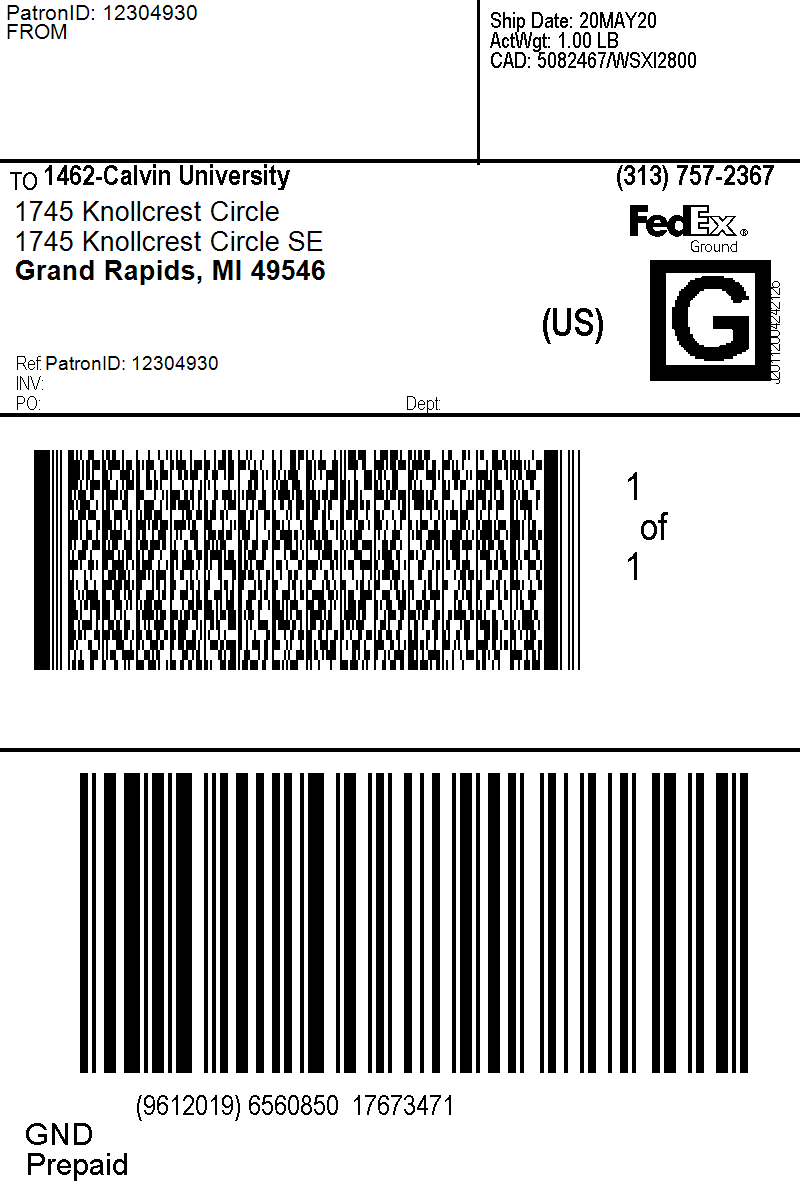 PatronID: 12304930
FROM
Ship Date: 20MAY20
ActWgt: 1.00 LB
CAD: 5082467/WSXI2800
TO 1462-Calvin University
(313) 757-2367
1745 Knollcrest Circle
1745 Knollcrest Circle SE
Grand Rapids, MI 49546
FedEx®
Ground
(US)
G
J201120042421​26
Ref: PatronID: 12304930
INV:
PO:
Dept:
1
of
1
(9612019) 6560850 17673471
GND
Prepaid